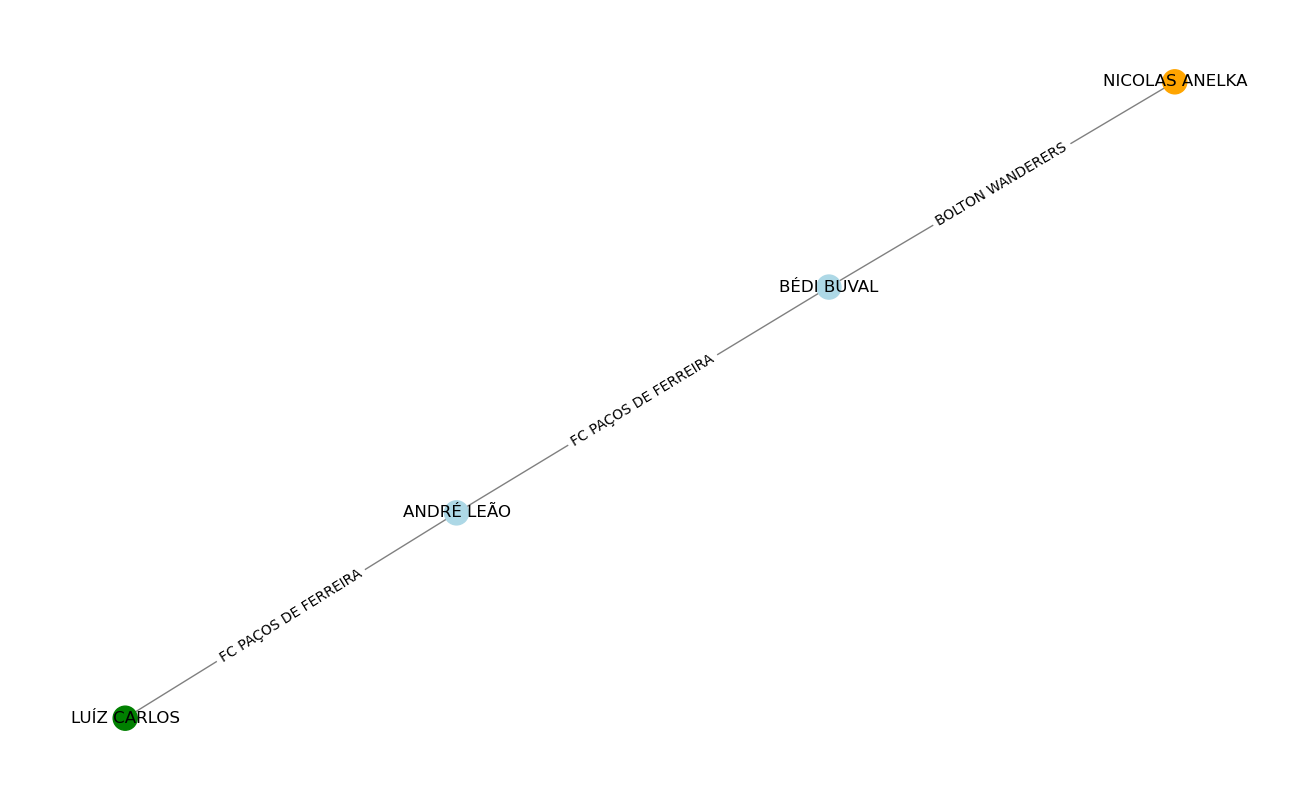 NICOLAS ANELKA
BOLTON WANDERERS
BÉDI BUVAL
FC PAÇOS DE FERREIRA
ANDRÉ LEÃO
FC PAÇOS DE FERREIRA
LUÍZ CARLOS